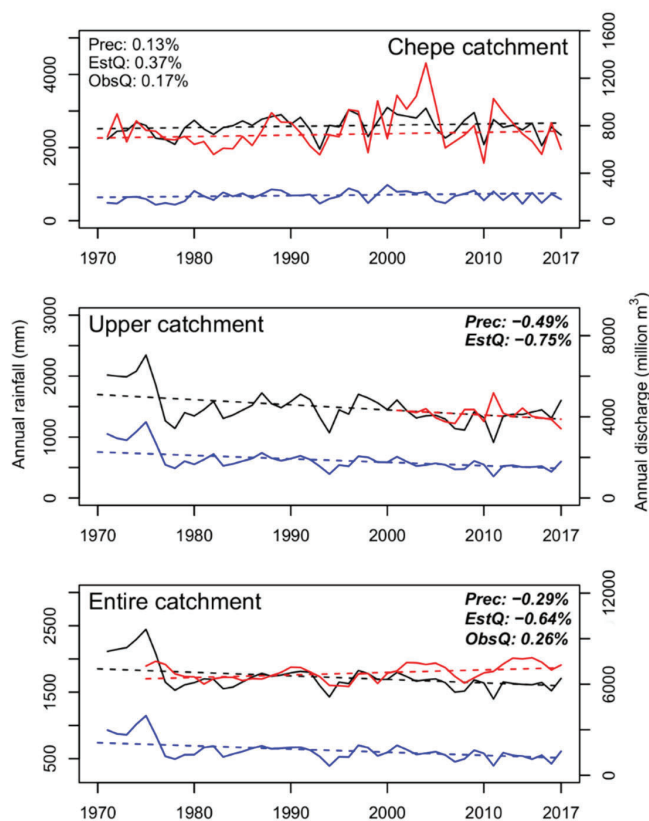 Prec: 0.13%
EstQ: 0.37%
ObsQ: 0.17%
Chepe catchment
0 2000 4000
0 400 800 1200 1600
1970 1980 1990 2000 2010 2017
Upper catchment
Prec: −0.49%
EstQ: −0.75%
0 1000 2000 3000
0 2000 4000 8000
1970 1980 1990 2000 2010 2017
Annual rainfall (mm)
Annual discharge (million m³)
Entire catchment
Prec: −0.29%
EstQ: −0.64%
ObsQ: 0.26%
500 1500 2500
0 6000 12000
1970 1980 1990 2000 2010 2017